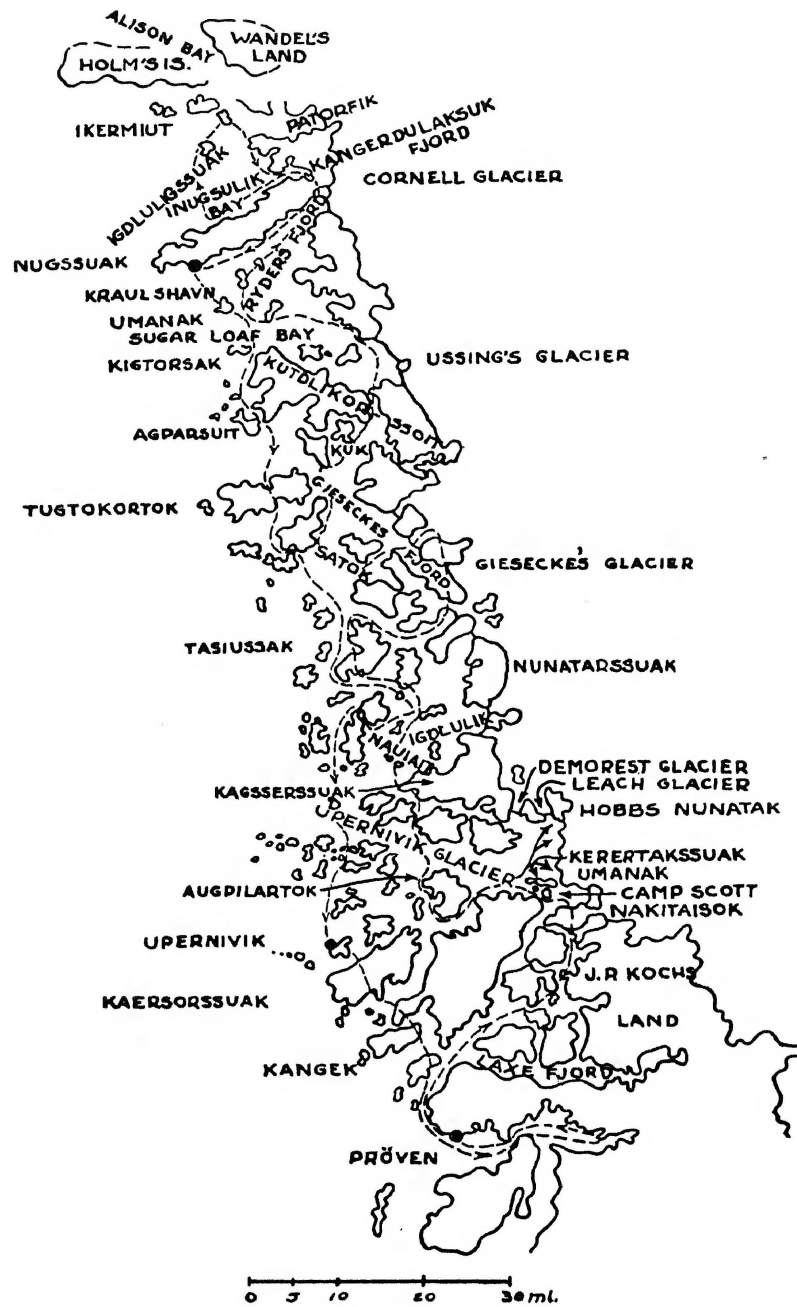 ALISON BAY
WANDEL'S
LAND
HOLM'S IS.
IKERMIUT
PATORFIK
KANGERDULAKSUK
FJORD
IGDLULIGSSUAK
INUGSULIK
BAY
CORNELL GLACIER
NUGSSUAK
RYDERS FJORD
KRAULSHAVN
UMANAK
SUGAR LOAF BAY
KIGTORSAK
USSING'S GLACIER
KUTDLIKORSSOIT
AGPARSUIT
KUK
TUGTOKORTOK
GIESECKES FJORD
SATOK
GIESECKE'S GLACIER
TASIUSSAK
NUNATARSSUAK
IGDLULIK
NAUIAT
DEMOREST GLACIER
LEACH GLACIER
KAGSSERSSUAK
HOBBS NUNATAK
UPERNIVIK GLACIER
KERERTAKSSUAK
UMANAK
AUGPILARTOK
CAMP SCOTT
NAKITAISOK
UPERNIVIK
J.P. KOCHS
KAERSORSSUAK
LAND
KANGEK
LAXE FJORD
PRÖVEN
0 5 10 20 30 ml.